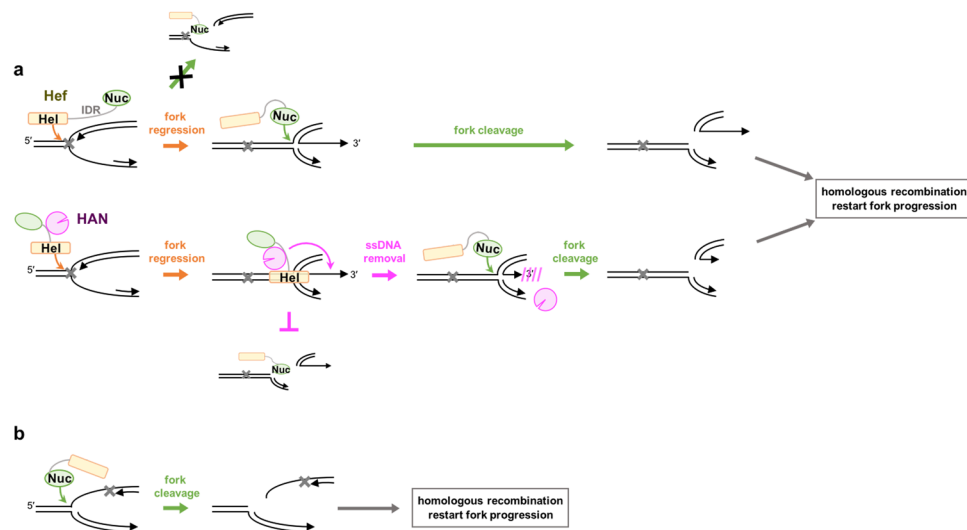 Nuc
a
Hef
Nuc
IDR
Hel
5′
fork
regression
Nuc
3′
fork cleavage
homologous recombination
restart fork progression
HAN
Hel
5′
fork
regression
Hel
3′
ssDNA
removal
Nuc
3′
fork
cleavage
Nuc
b
Nuc
5′
fork
cleavage
homologous recombination
restart fork progression